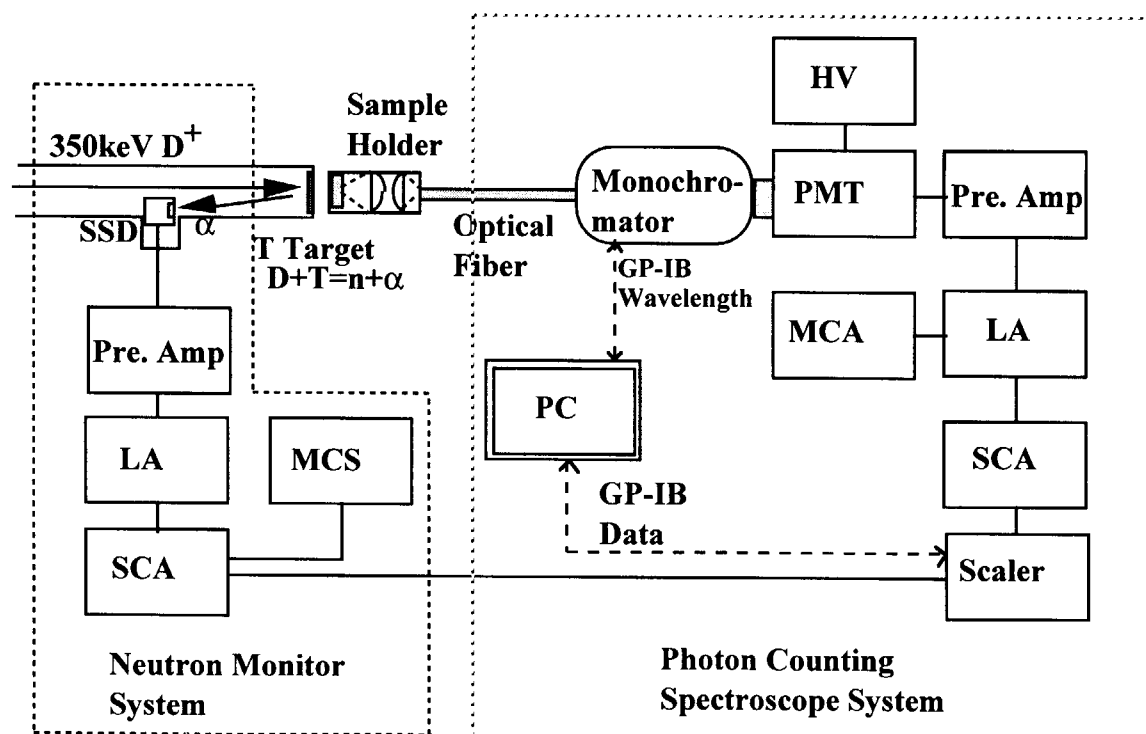 HV
Sample
Holder
350keV D+
Monochro-
mator
PMT
Pre. Amp
SSD
α
Optical
Fiber
T Target
D+T=n+α
GP-IB
Wavelength
MCA
LA
Pre. Amp
PC
LA
MCS
SCA
GP-IB
Data
SCA
Scaler
Neutron Monitor
System
Photon Counting
Spectroscope System